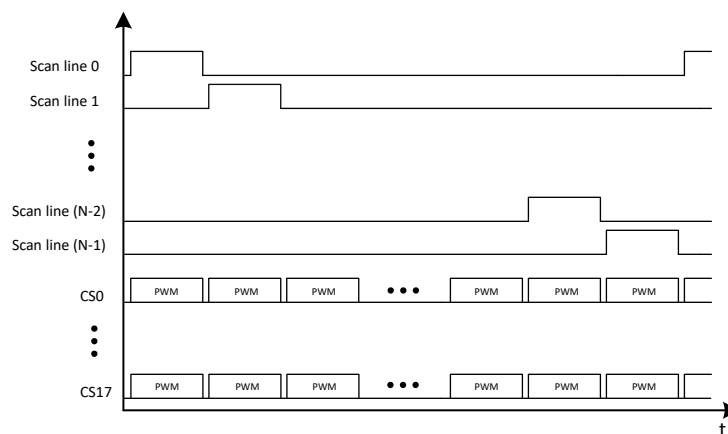 Scan line 0
Scan line 1
Scan line (N-2)
Scan line (N-1)
CS0 PWM PWM PWM PWM PWM PWM
CS17 PWM PWM PWM PWM PWM PWM
t